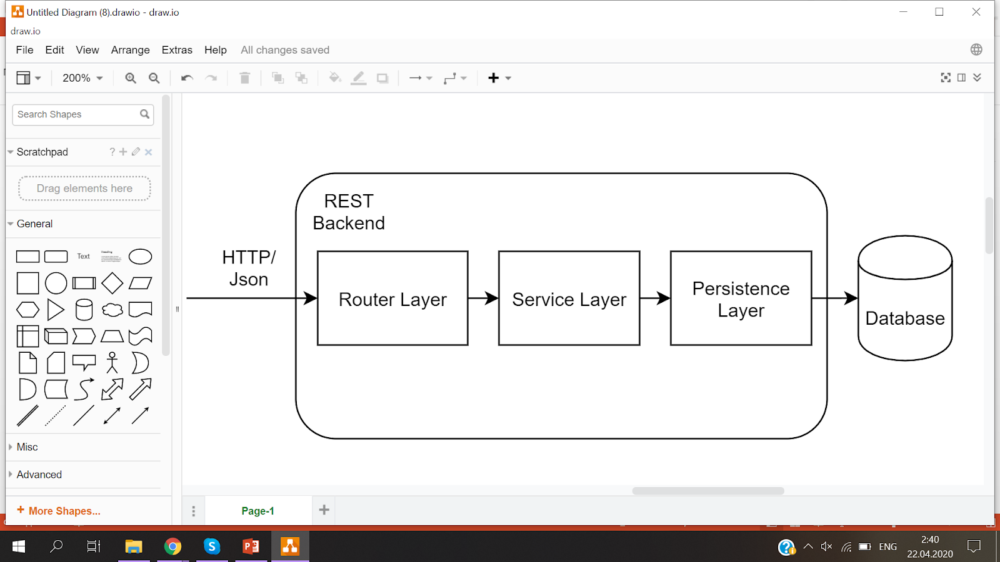 Untitled Diagram (8).drawio - draw.io
draw.io
File Edit View Arrange Extras Help All changes saved
200%
Search Shapes
Scratchpad ?
Drag elements here
General
Text
Heading
REST
Backend
HTTP/
Json
Router Layer
Service Layer
Persistence
Layer
Database
Misc
Advanced
+ More Shapes...
Page-1
ENG
2:40
22.04.2020